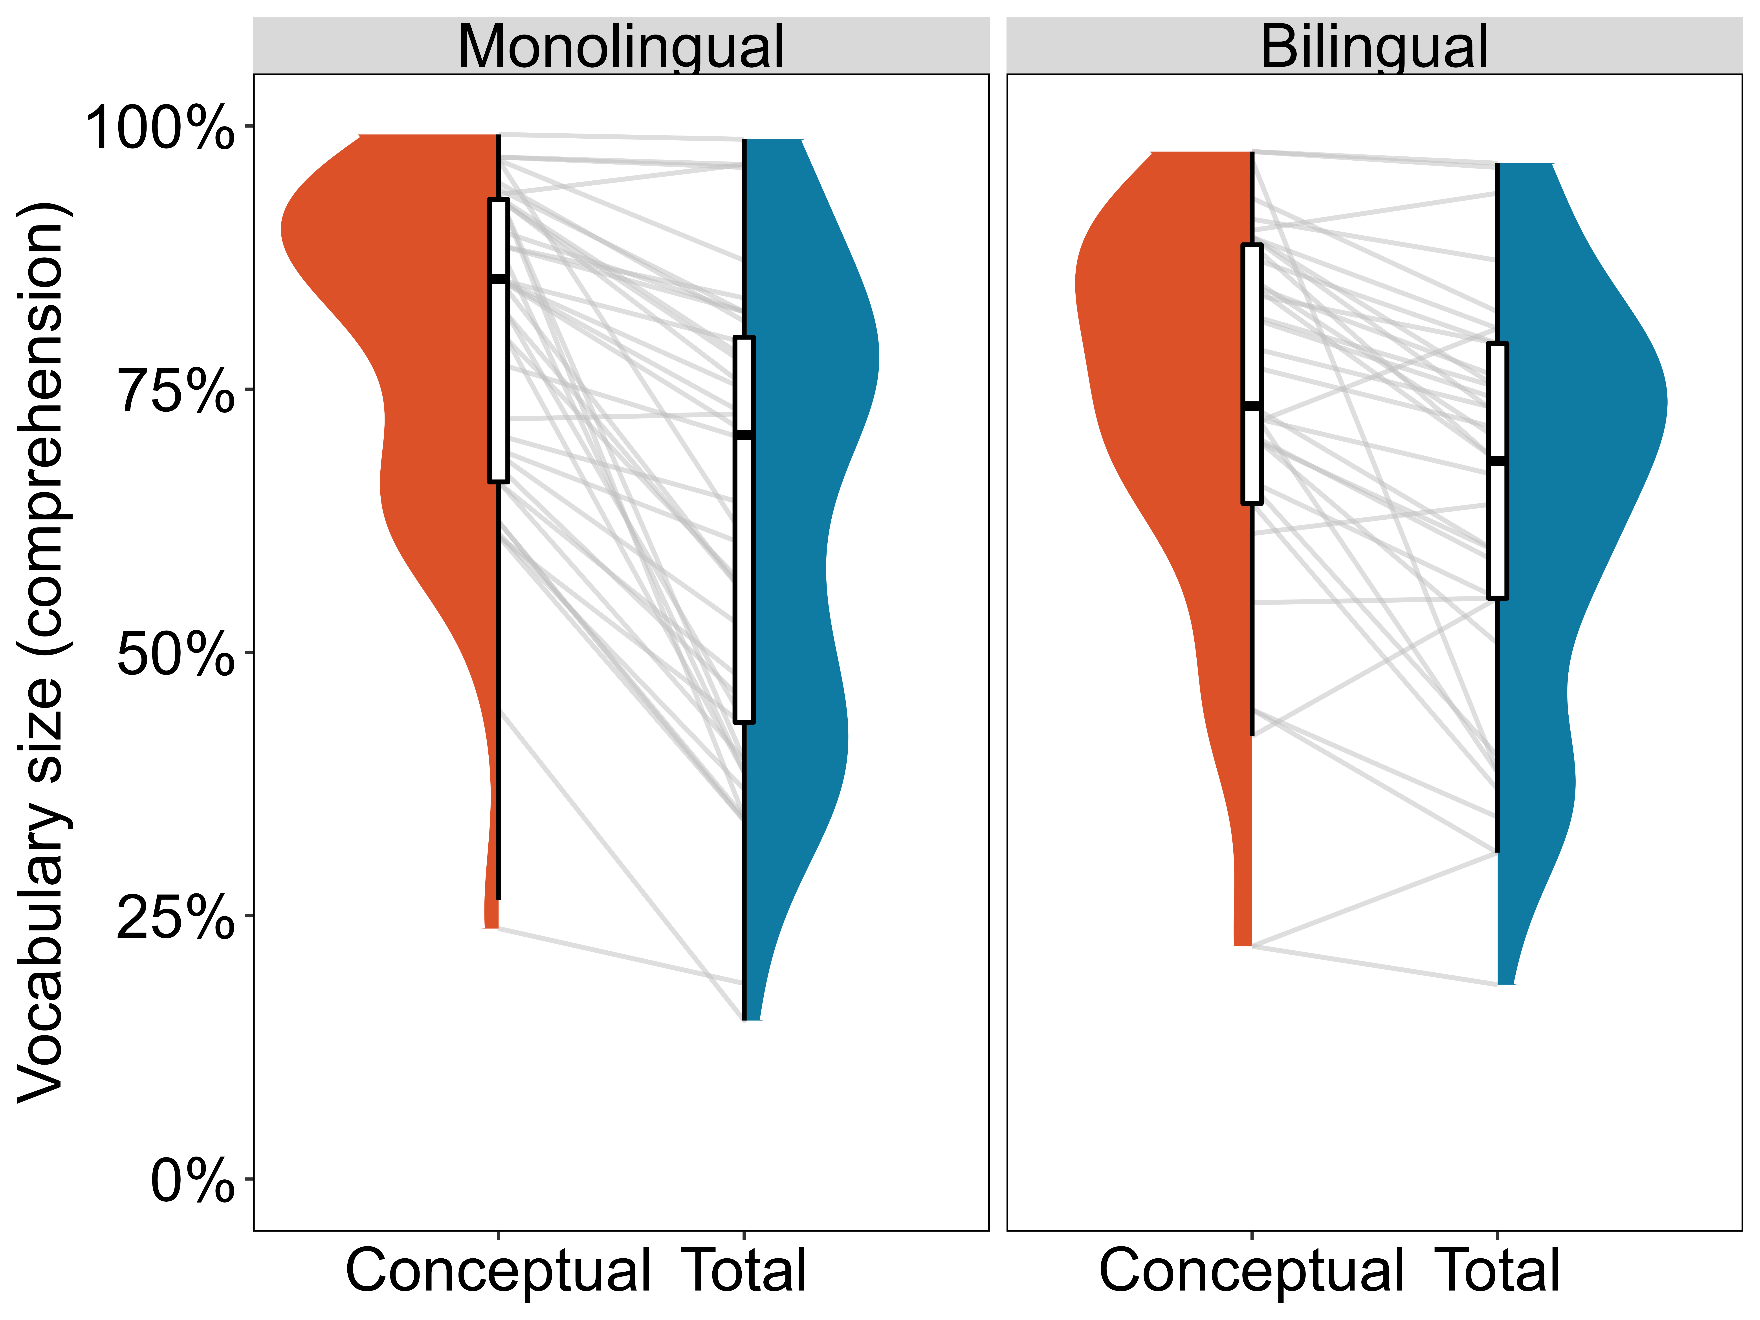 Monolingual
Bilingual
Vocabulary size (comprehension)
100%
75%
50%
25%
0%
Conceptual Total
Conceptual Total